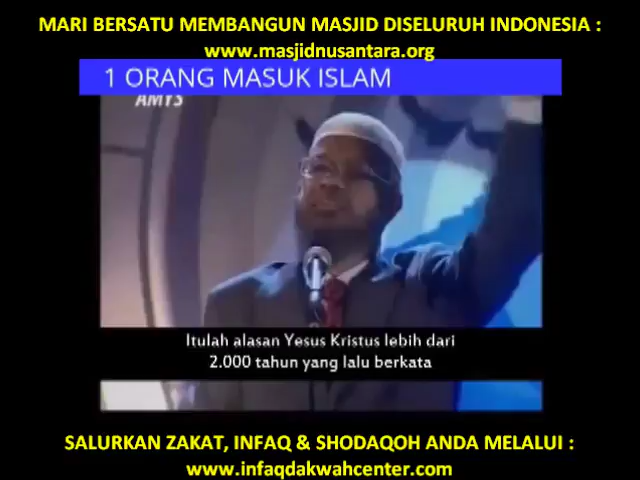 MARI BERSATU MEMBANGUN MASJID DISELURUH INDONESIA :
www.masjidnusantara.org
1 ORANG MASUK ISLAM
AMYS
Itulah alasan Yesus Kristus lebih dari
2.000 tahun yang lalu berkata
SALURKAN ZAKAT, INFAQ & SHODAQOH ANDA MELALUI :
www.infaqdakwahcenter.com